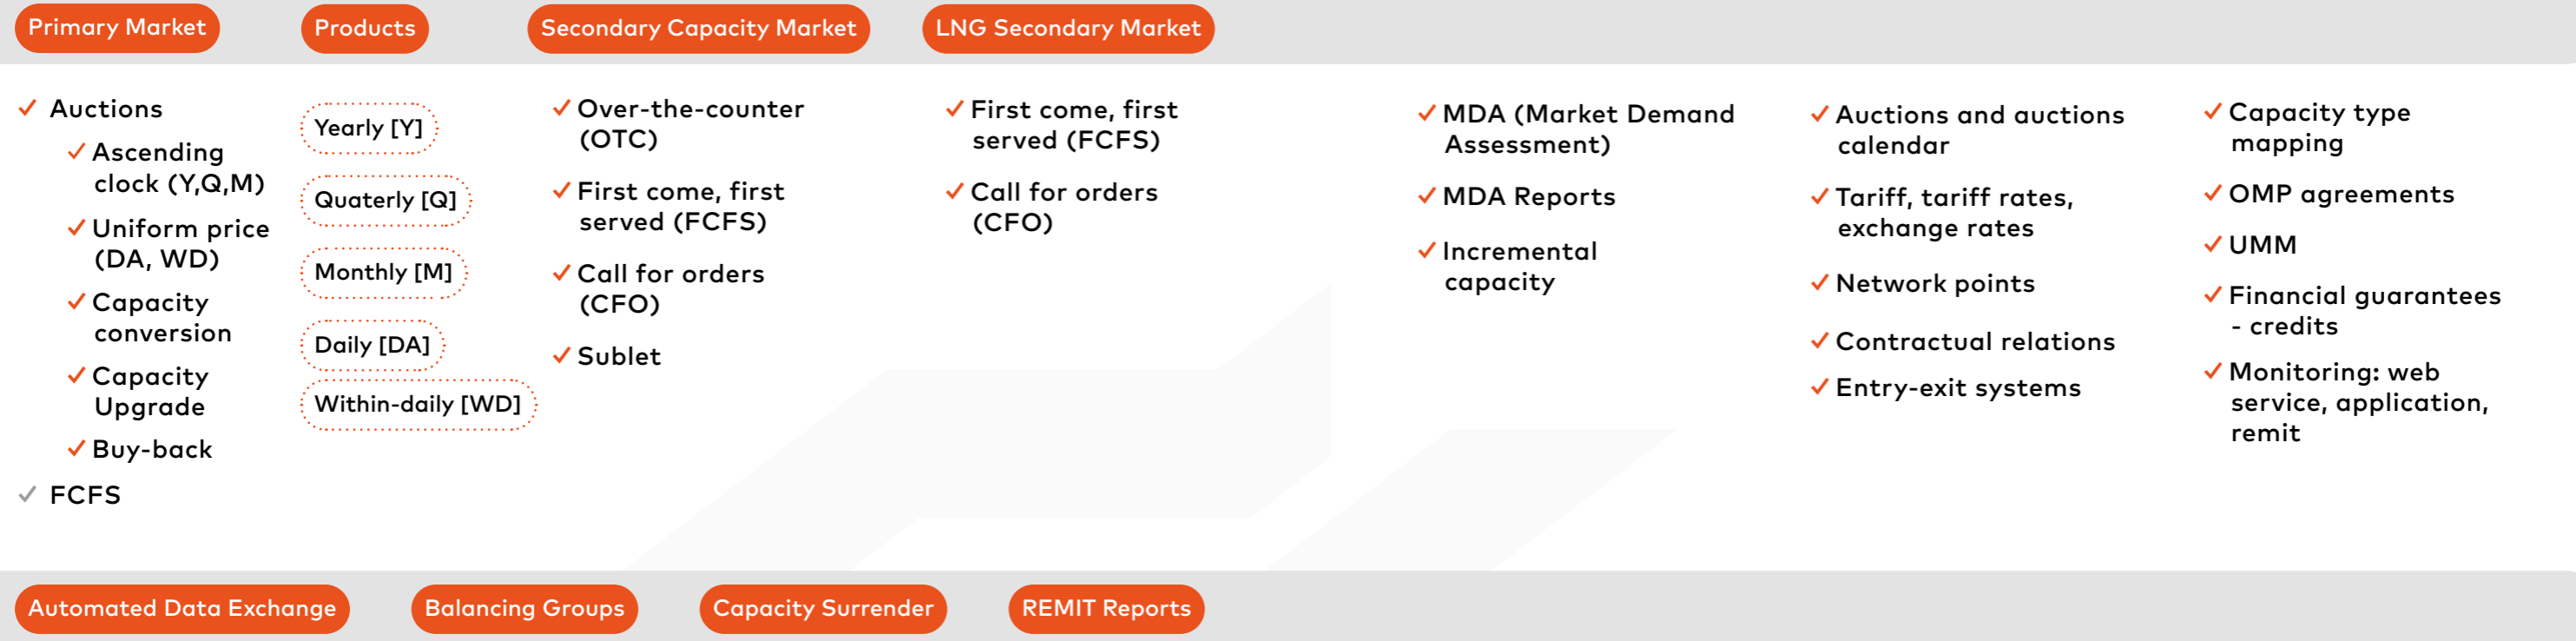 Primary Market
Products
Secondary Capacity Market
LNG Secondary Market
Auctions
Ascending
clock (Y,Q,M)
Uniform price
(DA, WD)
Capacity
conversion
Capacity
Upgrade
Buy-back
FCFS
Yearly [Y]
Quaterly [Q]
Monthly [M]
Daily [DA]
Within-daily [WD]
Over-the-counter
(OTC)
First come, first
served (FCFS)
Call for orders
(CFO)
Sublet
First come, first
served (FCFS)
Call for orders
(CFO)
MDA (Market Demand
Assessment)
MDA Reports
Incremental
capacity
Auctions and auctions
calendar
Tariff, tariff rates,
exchange rates
Network points
Contractual relations
Entry-exit systems
Capacity type
mapping
OMP agreements
UMM
Financial guarantees
- credits
Monitoring: web
service, application,
remit
Automated Data Exchange
Balancing Groups
Capacity Surrender
REMIT Reports